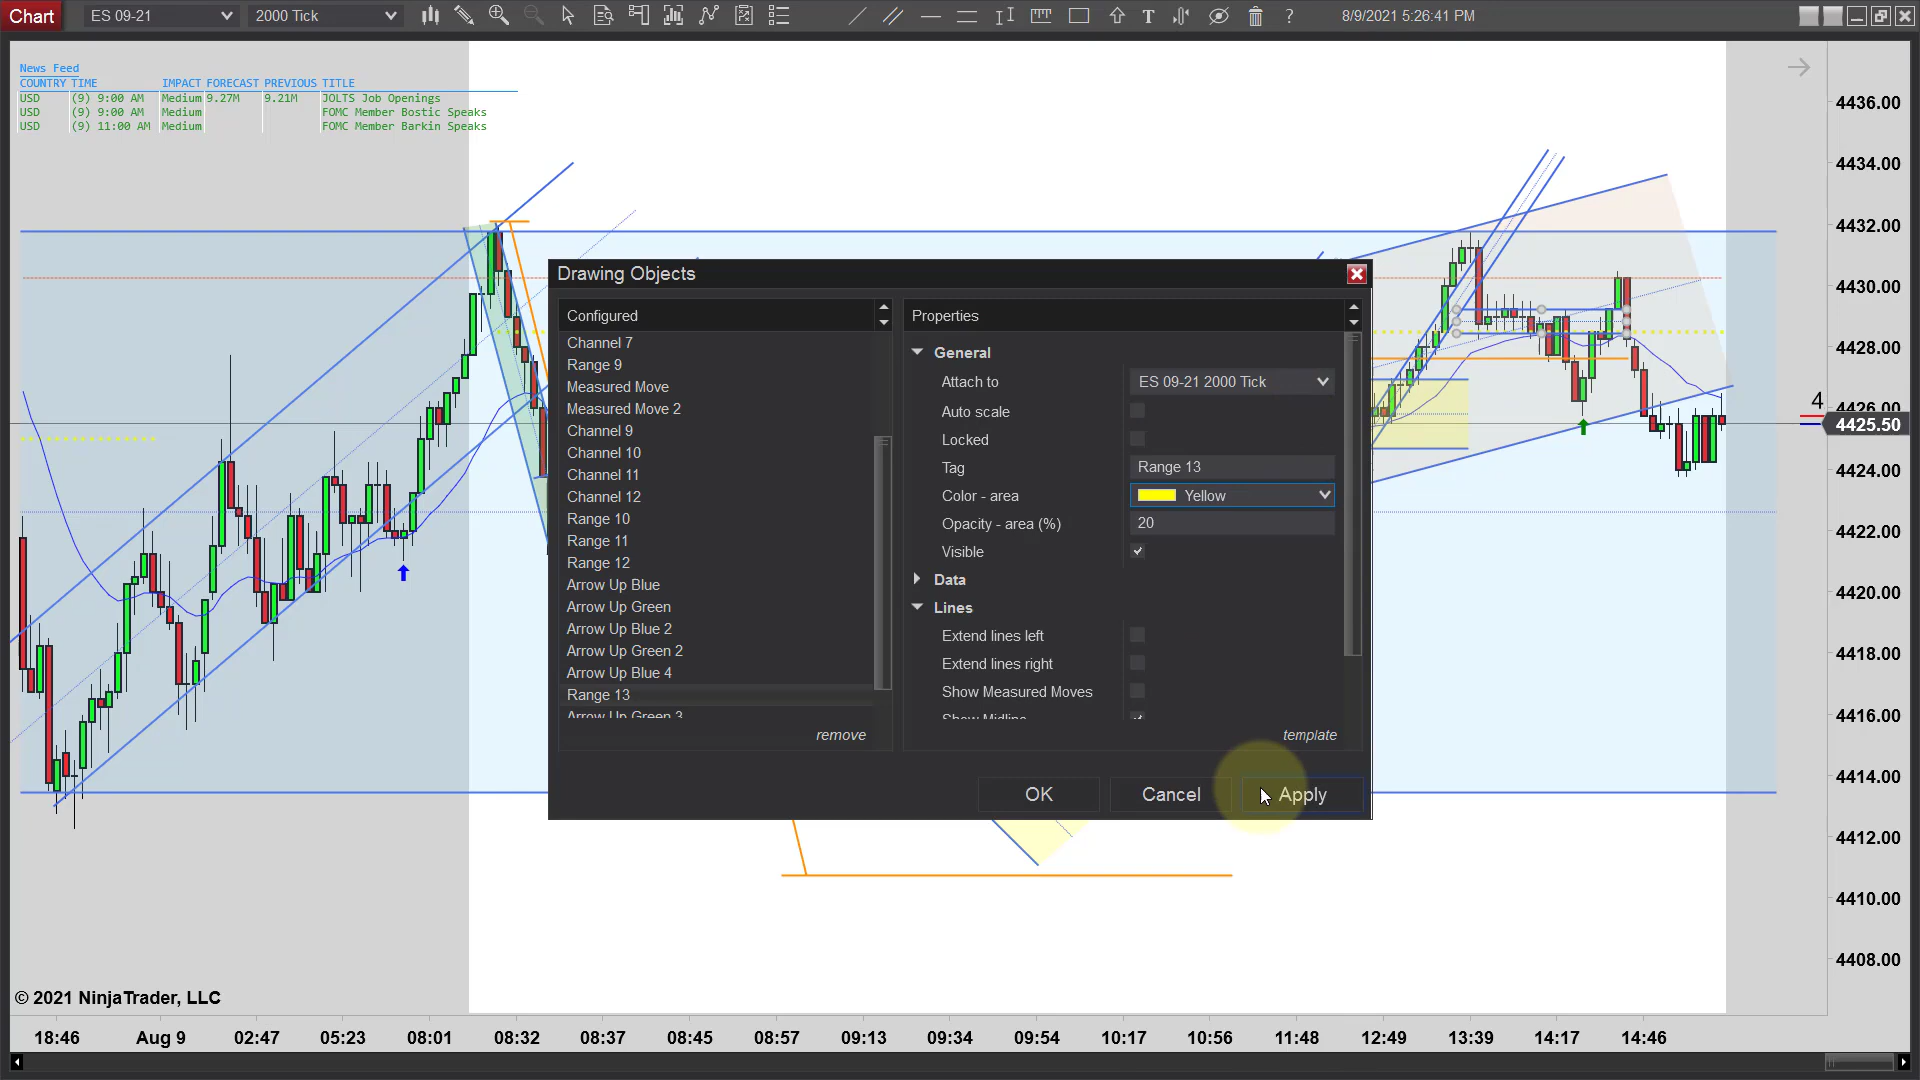 Chart ES 09-21 2000 Tick ? 8/9/2021 5:26:41 PM
News Feed
COUNTRY TIME IMPACT FORECAST PREVIOUS TITLE
USD (9) 9:00 AM Medium 9.27M 9.21M JOLTS Job Openings
USD (9) 9:00 AM Medium FOMC Member Bostic Speaks
USD (9) 11:00 AM Medium FOMC Member Barkin Speaks
4436.00
4434.00
4432.00
4430.00
4428.00
4
4426.00
4425.50
4424.00
4422.00
4420.00
4418.00
4416.00
4414.00
4412.00
4410.00
4408.00
Drawing Objects
Configured
Channel 7
Range 9
Measured Move
Measured Move 2
Channel 9
Channel 10
Channel 11
Channel 12
Range 10
Range 11
Range 12
Arrow Up Blue
Arrow Up Green
Arrow Up Blue 2
Arrow Up Green 2
Arrow Up Blue 4
Range 13
Arrow Up Green 3
remove
Properties
General
Attach to ES 09-21 2000 Tick
Auto scale
Locked
Tag Range 13
Color - area Yellow
Opacity - area (%) 20
Visible
Data
Lines
Extend lines left
Extend lines right
Show Measured Moves
Show Midline
template
OK Cancel Apply
© 2021 NinjaTrader, LLC
18:46 Aug 9 02:47 05:23 08:01 08:32 08:37 08:45 08:57 09:13 09:34 09:54 10:17 10:56 11:48 12:49 13:39 14:17 14:46